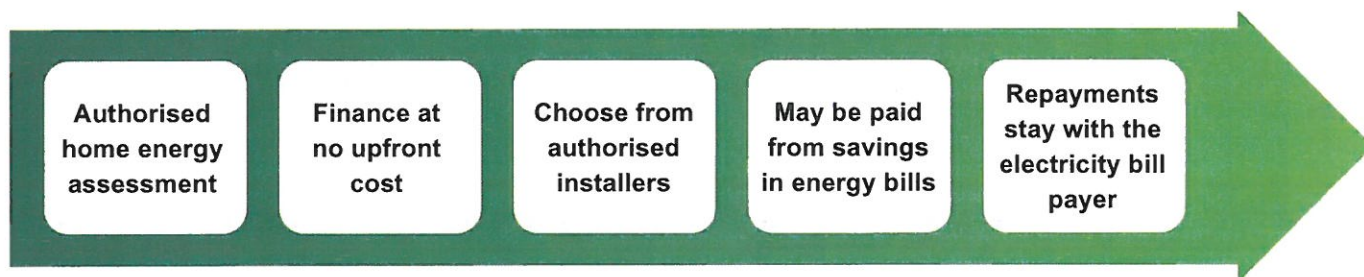 Authorised
home energy
assessment
Finance at
no upfront
cost
Choose from
authorised
installers
May be paid
from savings
in energy bills
Repayments
stay with the
electricity bill
payer